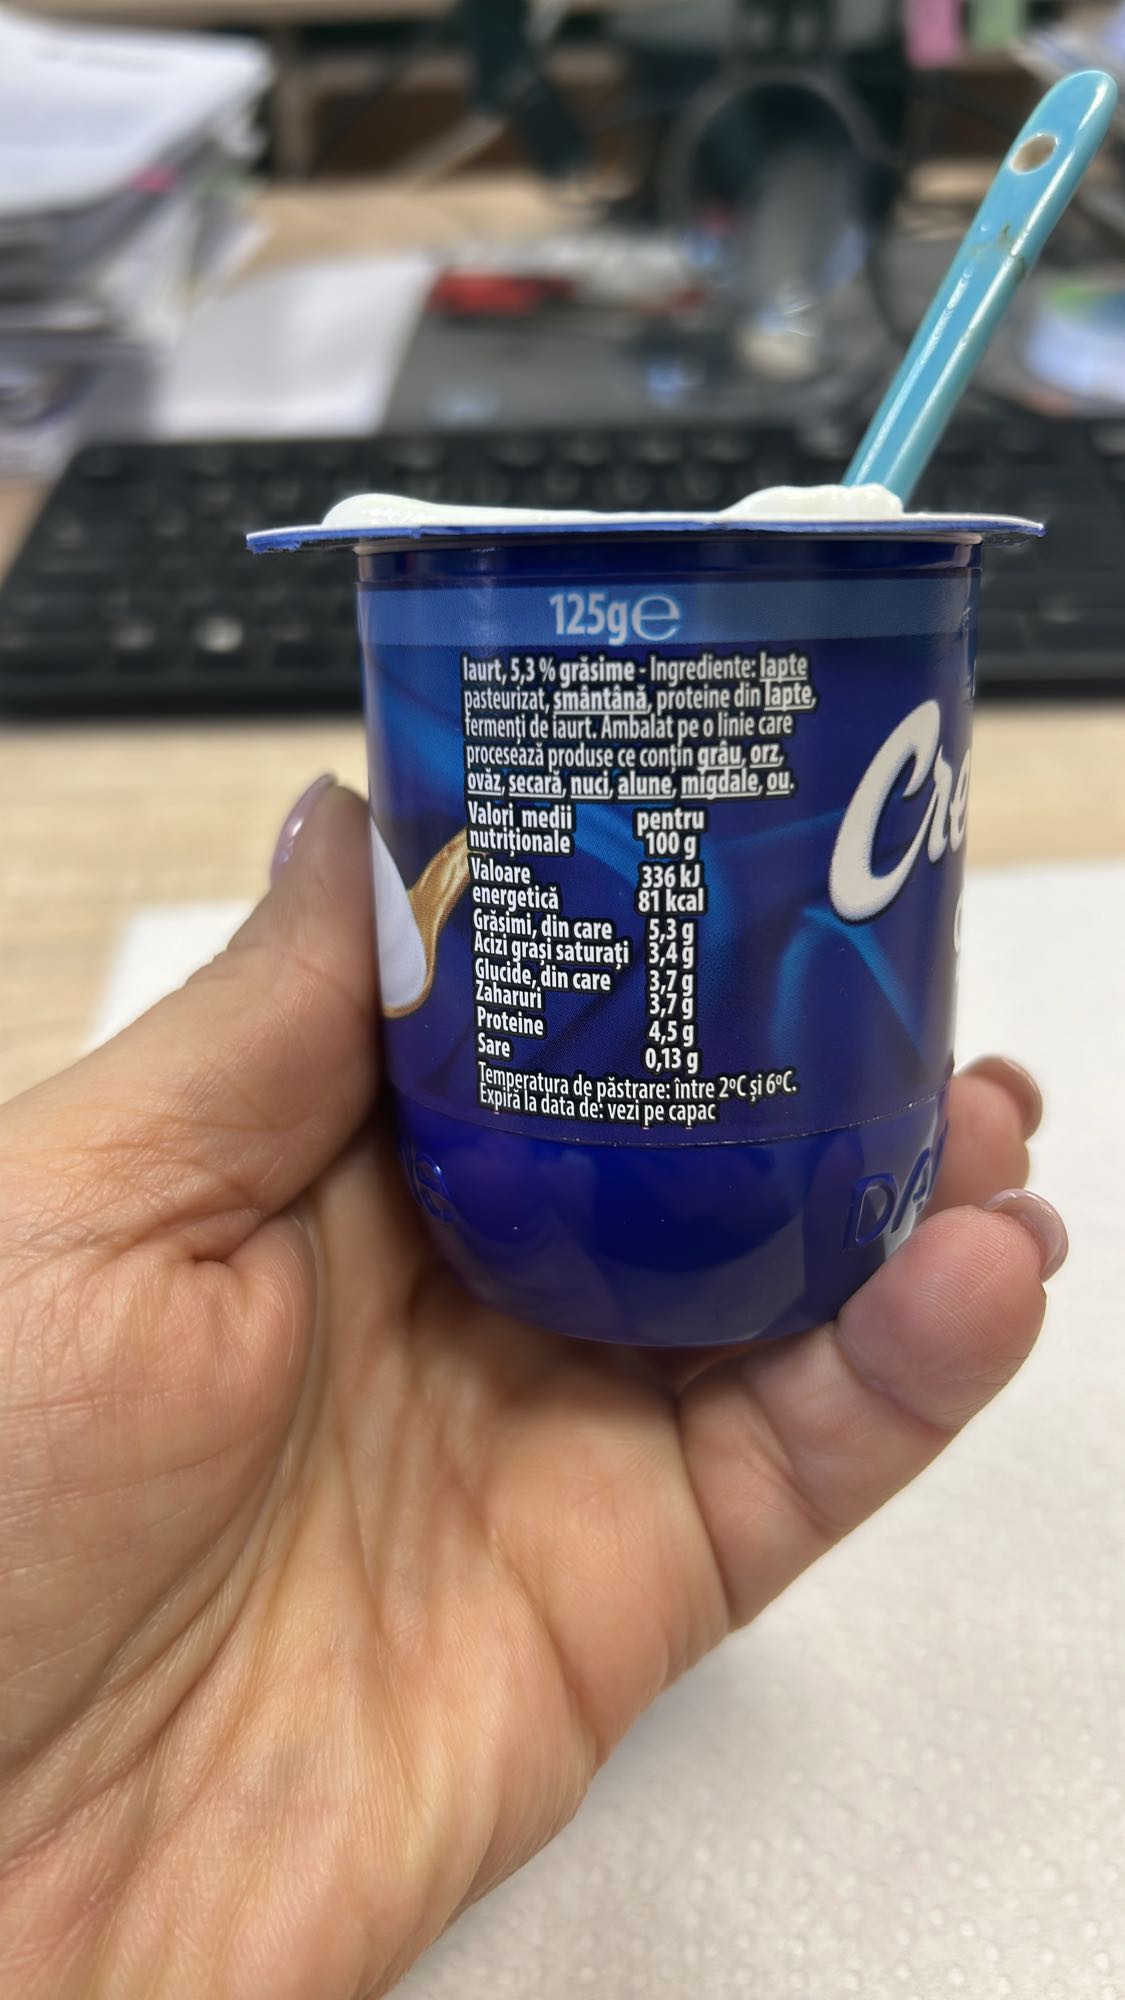 125g℮
Iaurt, 5,3 % grăsime - Ingrediente: lapte
pasteurizat, smântână, proteine din lapte,
fermenți de iaurt. Ambalat pe o linie care
procesează produse ce conțin grâu, orz,
ovăz, secară, nuci, alune, migdale, ou.
Valori medii nutriționale pentru 100 g
Valoare energetică 336 kJ 81 kcal
Grăsimi, din care 5,3 g
Acizi grași saturați 3,4 g
Glucide, din care 3,7 g
Zaharuri 3,7 g
Proteine 4,5 g
Sare 0,13 g
Temperatura de păstrare: între 2ºC și 6ºC.
Expiră la data de: vezi pe capac